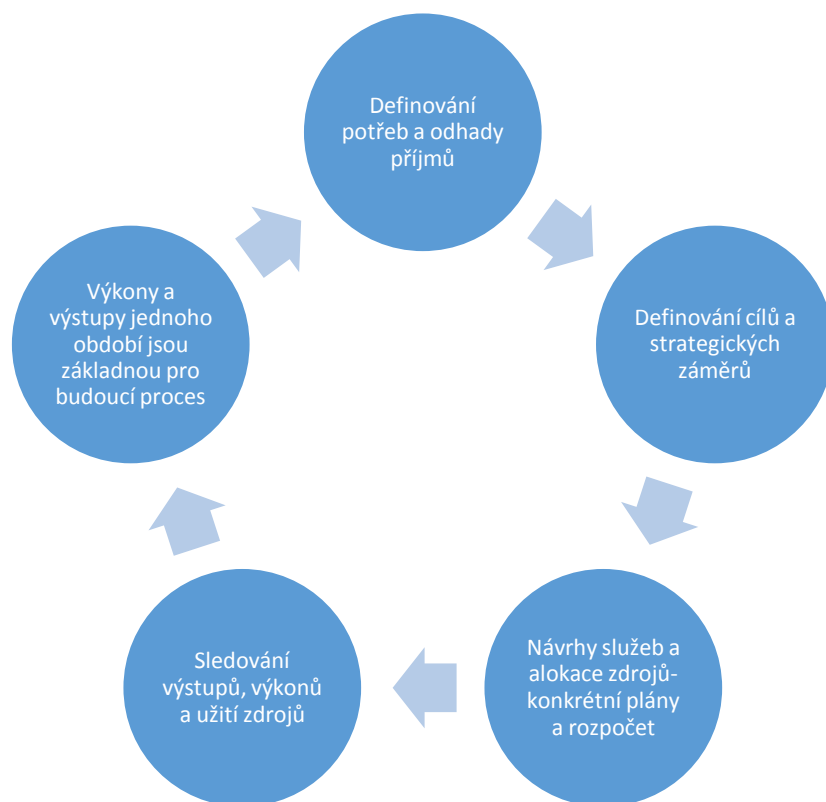 Definování
potřeb a odhady
příjmů
Definování cílů a
strategických
záměrů
Návrhy služeb a
alokace zdrojů-
konkrétní plány
a rozpočet
Sledování
výstupů, výkonů
a užití zdrojů
Výkony a
výstupy jednoho
období jsou
základnou pro
budoucí proces